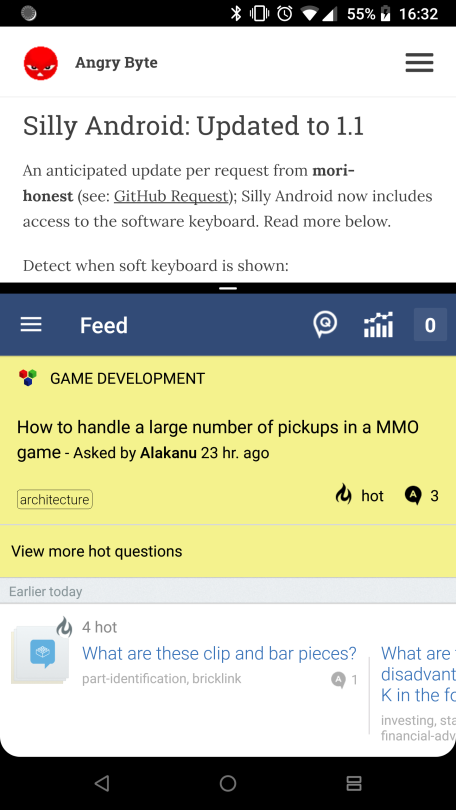 55% 16:32
Angry Byte
Silly Android: Updated to 1.1
An anticipated update per request from mori-
honest (see: GitHub Request); Silly Android now includes
access to the software keyboard. Read more below.
Detect when soft keyboard is shown:
Feed
Q
0
GAME DEVELOPMENT
How to handle a large number of pickups in a MMO
game - Asked by Alakanu 23 hr. ago
architecture
hot
A 3
View more hot questions
Earlier today
4 hot
What are these clip and bar pieces?
part-identification, bricklink
A 1
What are
disadvant
K in the fo
investing, sta
financial-adv